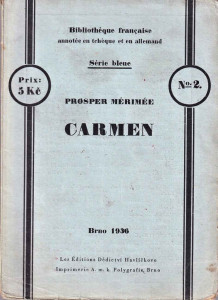 Bibliothèque française
annotée en tchèque et en allemand
Série bleue
Prix:
5 Kč
No. 2.
PROSPER MÉRIMÉE
CARMEN
Brno 1936
Les Éditions Dědictví Havlíčkovo
Imprimerie A. w. k. Polygrafie, Brno